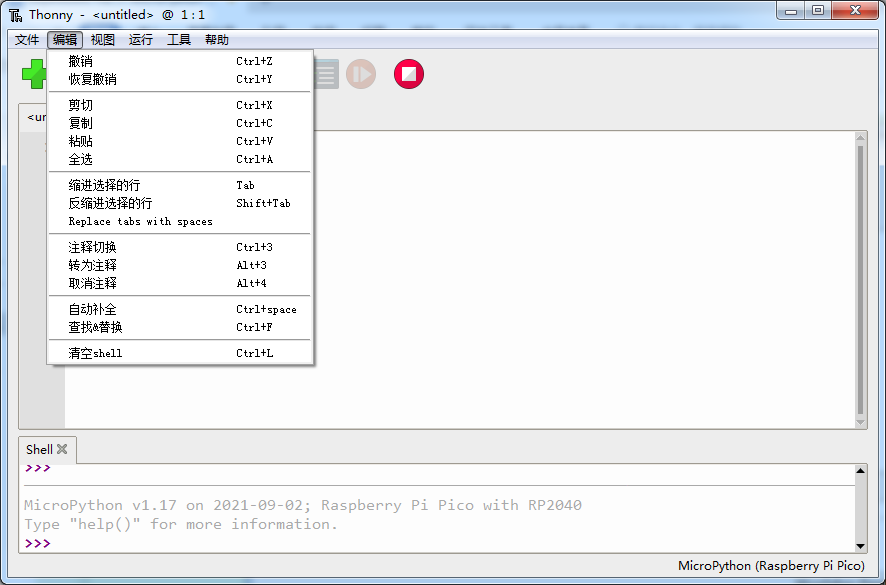 Thonny - <untitled> @ 1:1
文件 编辑 视图 运行 工具 帮助
撤销 Ctrl+Z
恢复撤销 Ctrl+Y
剪切 Ctrl+X
复制 Ctrl+C
粘贴 Ctrl+V
全选 Ctrl+A
缩进选择的行 Tab
反缩进选择的行 Shift+Tab
Replace tabs with spaces
注释切换 Ctrl+3
转为注释 Alt+3
取消注释 Alt+4
自动补全 Ctrl+space
查找&替换 Ctrl+F
清空shell Ctrl+L
<un
Shell
>>>
MicroPython v1.17 on 2021-09-02; Raspberry Pi Pico with RP2040
Type "help()" for more information.
>>>
MicroPython (Raspberry Pi Pico)